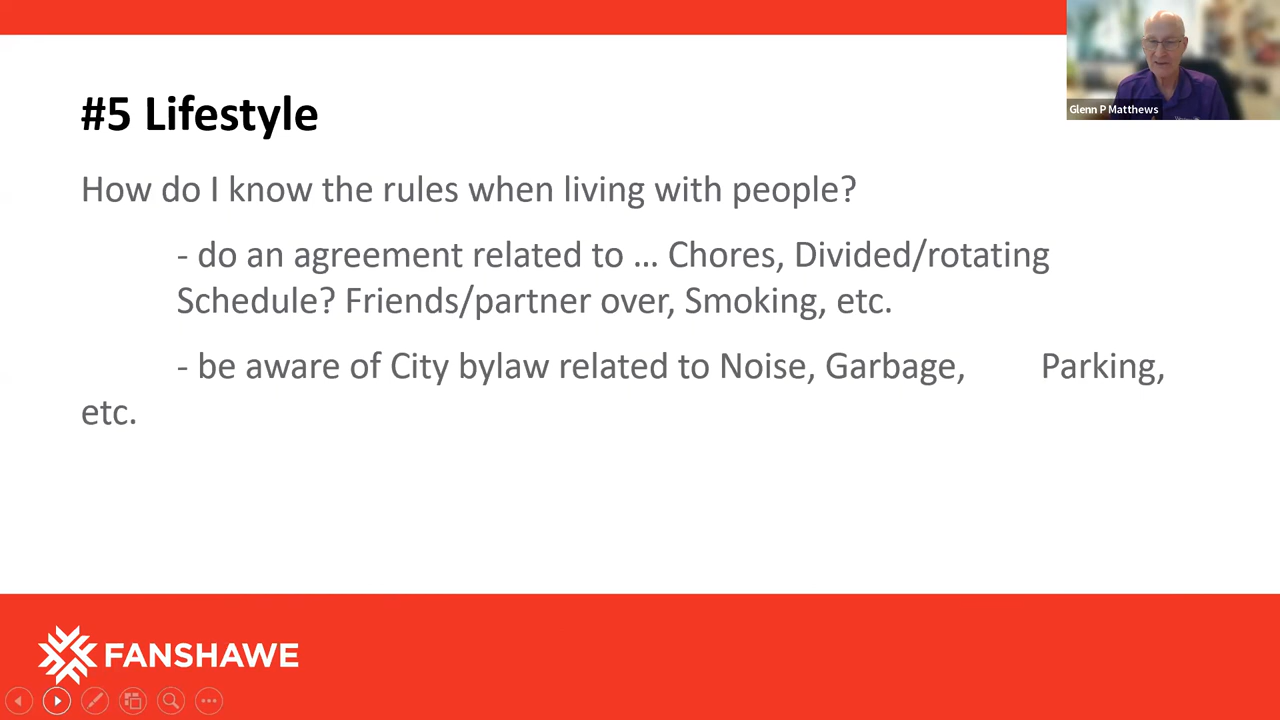 #5 Lifestyle
Glenn P Matthews
How do I know the rules when living with people?
- do an agreement related to … Chores, Divided/rotating
Schedule? Friends/partner over, Smoking, etc.
- be aware of City bylaw related to Noise, Garbage, Parking,
etc.
FANSHAWE